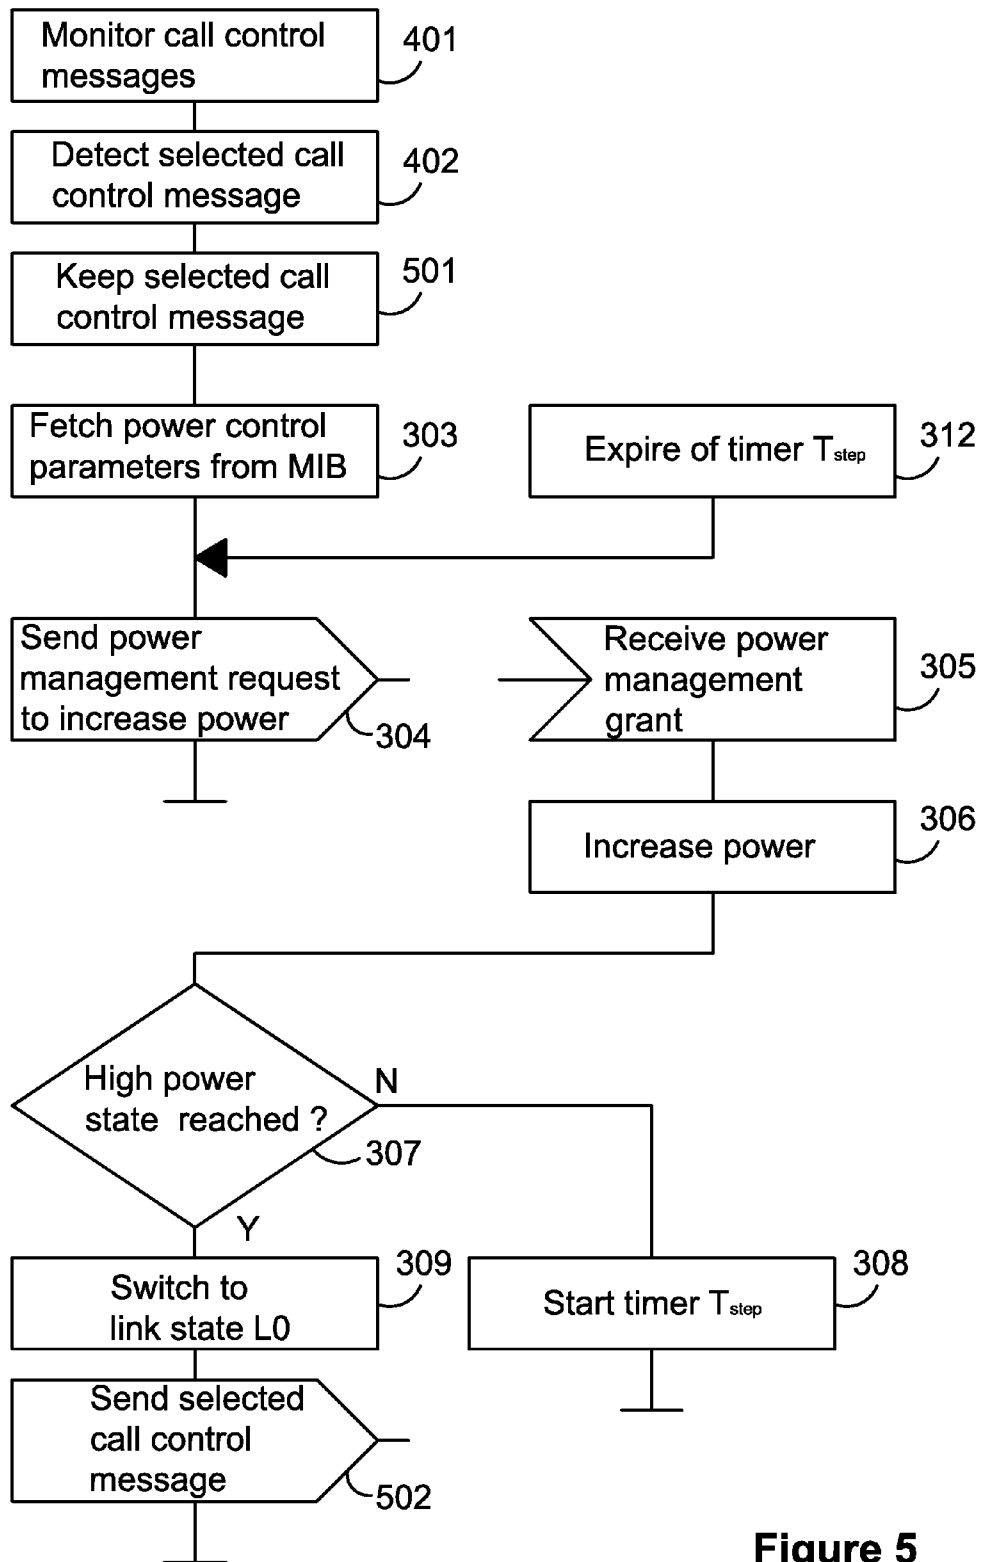 Monitor call control
messages
401
Detect selected call
control message
402
Keep selected call
control message
501
Fetch power control
parameters from MIB
303
Expire of timer Tstep
312
Send power
management request
to increase power
304
Receive power
management
grant
305
Increase power
306
High power
state reached ?
307
N
Y
Switch to
link state L0
309
Start timer Tstep
308
Send selected
call control
message
502
Figure 5